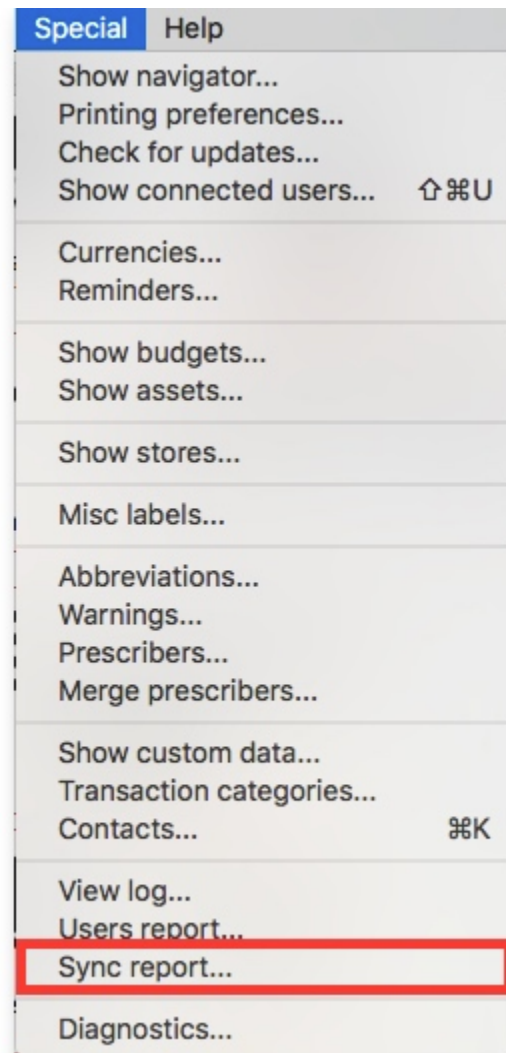 Special Help
Show navigator...
Printing preferences...
Check for updates...
Show connected users... ⇧⌘U
Currencies...
Reminders...
Show budgets...
Show assets...
Show stores...
Misc labels...
Abbreviations...
Warnings...
Prescribers...
Merge prescribers...
Show custom data...
Transaction categories...
Contacts... ⌘K
View log...
Users report...
Sync report...
Diagnostics...